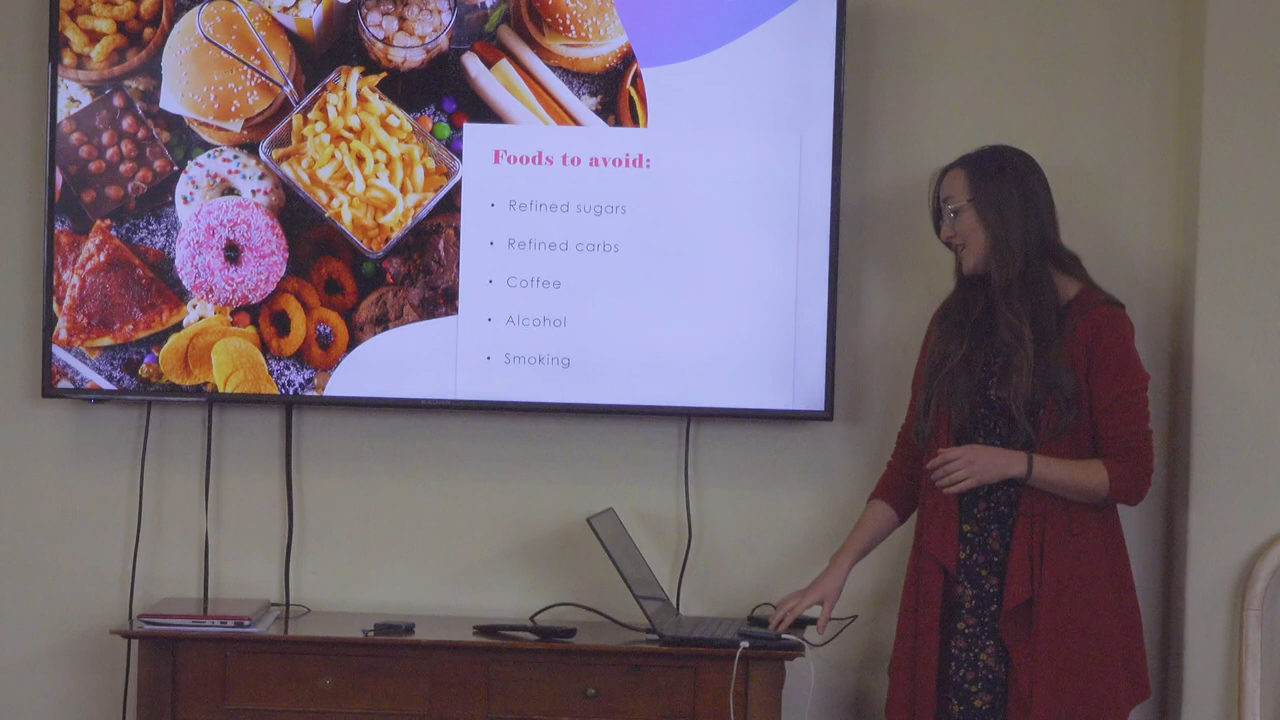 Foods to avoid:
• Refined sugars
• Refined carbs
• Coffee
• Alcohol
• Smoking